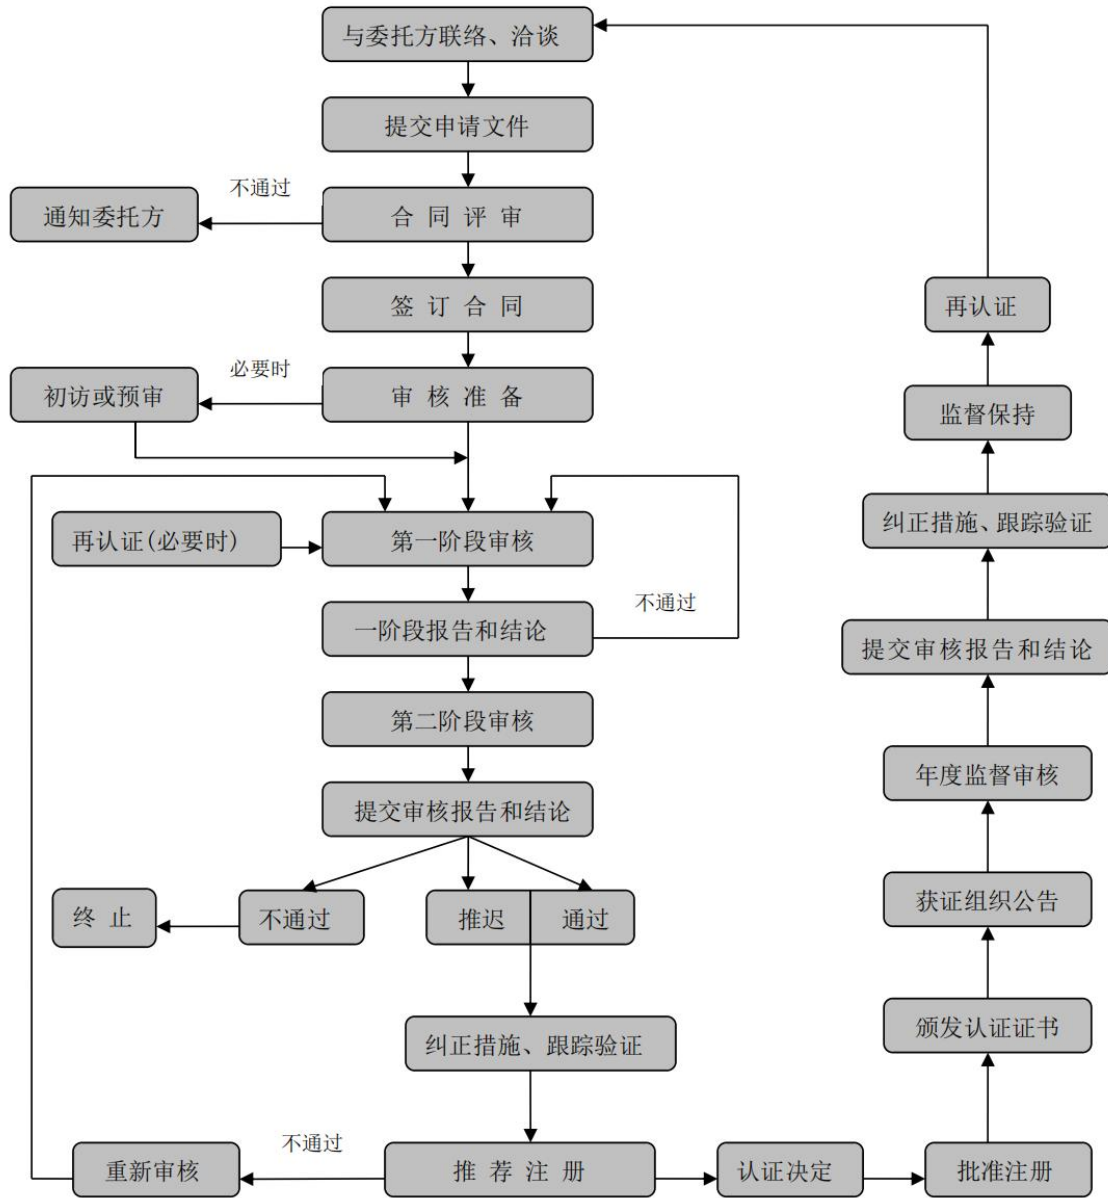 与委托方联络、洽谈
提交申请文件
不通过
通知委托方
合 同 评 审
签 订 合 同
再认证
必要时
初访或预审
审 核 准 备
监督保持
纠正措施、跟踪验证
再认证(必要时)
第一阶段审核
不通过
一阶段报告和结论
提交审核报告和结论
第二阶段审核
年度监督审核
提交审核报告和结论
终 止
不通过
推迟
通过
获证组织公告
颁发认证证书
纠正措施、跟踪验证
不通过
重新审核
推 荐 注 册
认证决定
批准注册